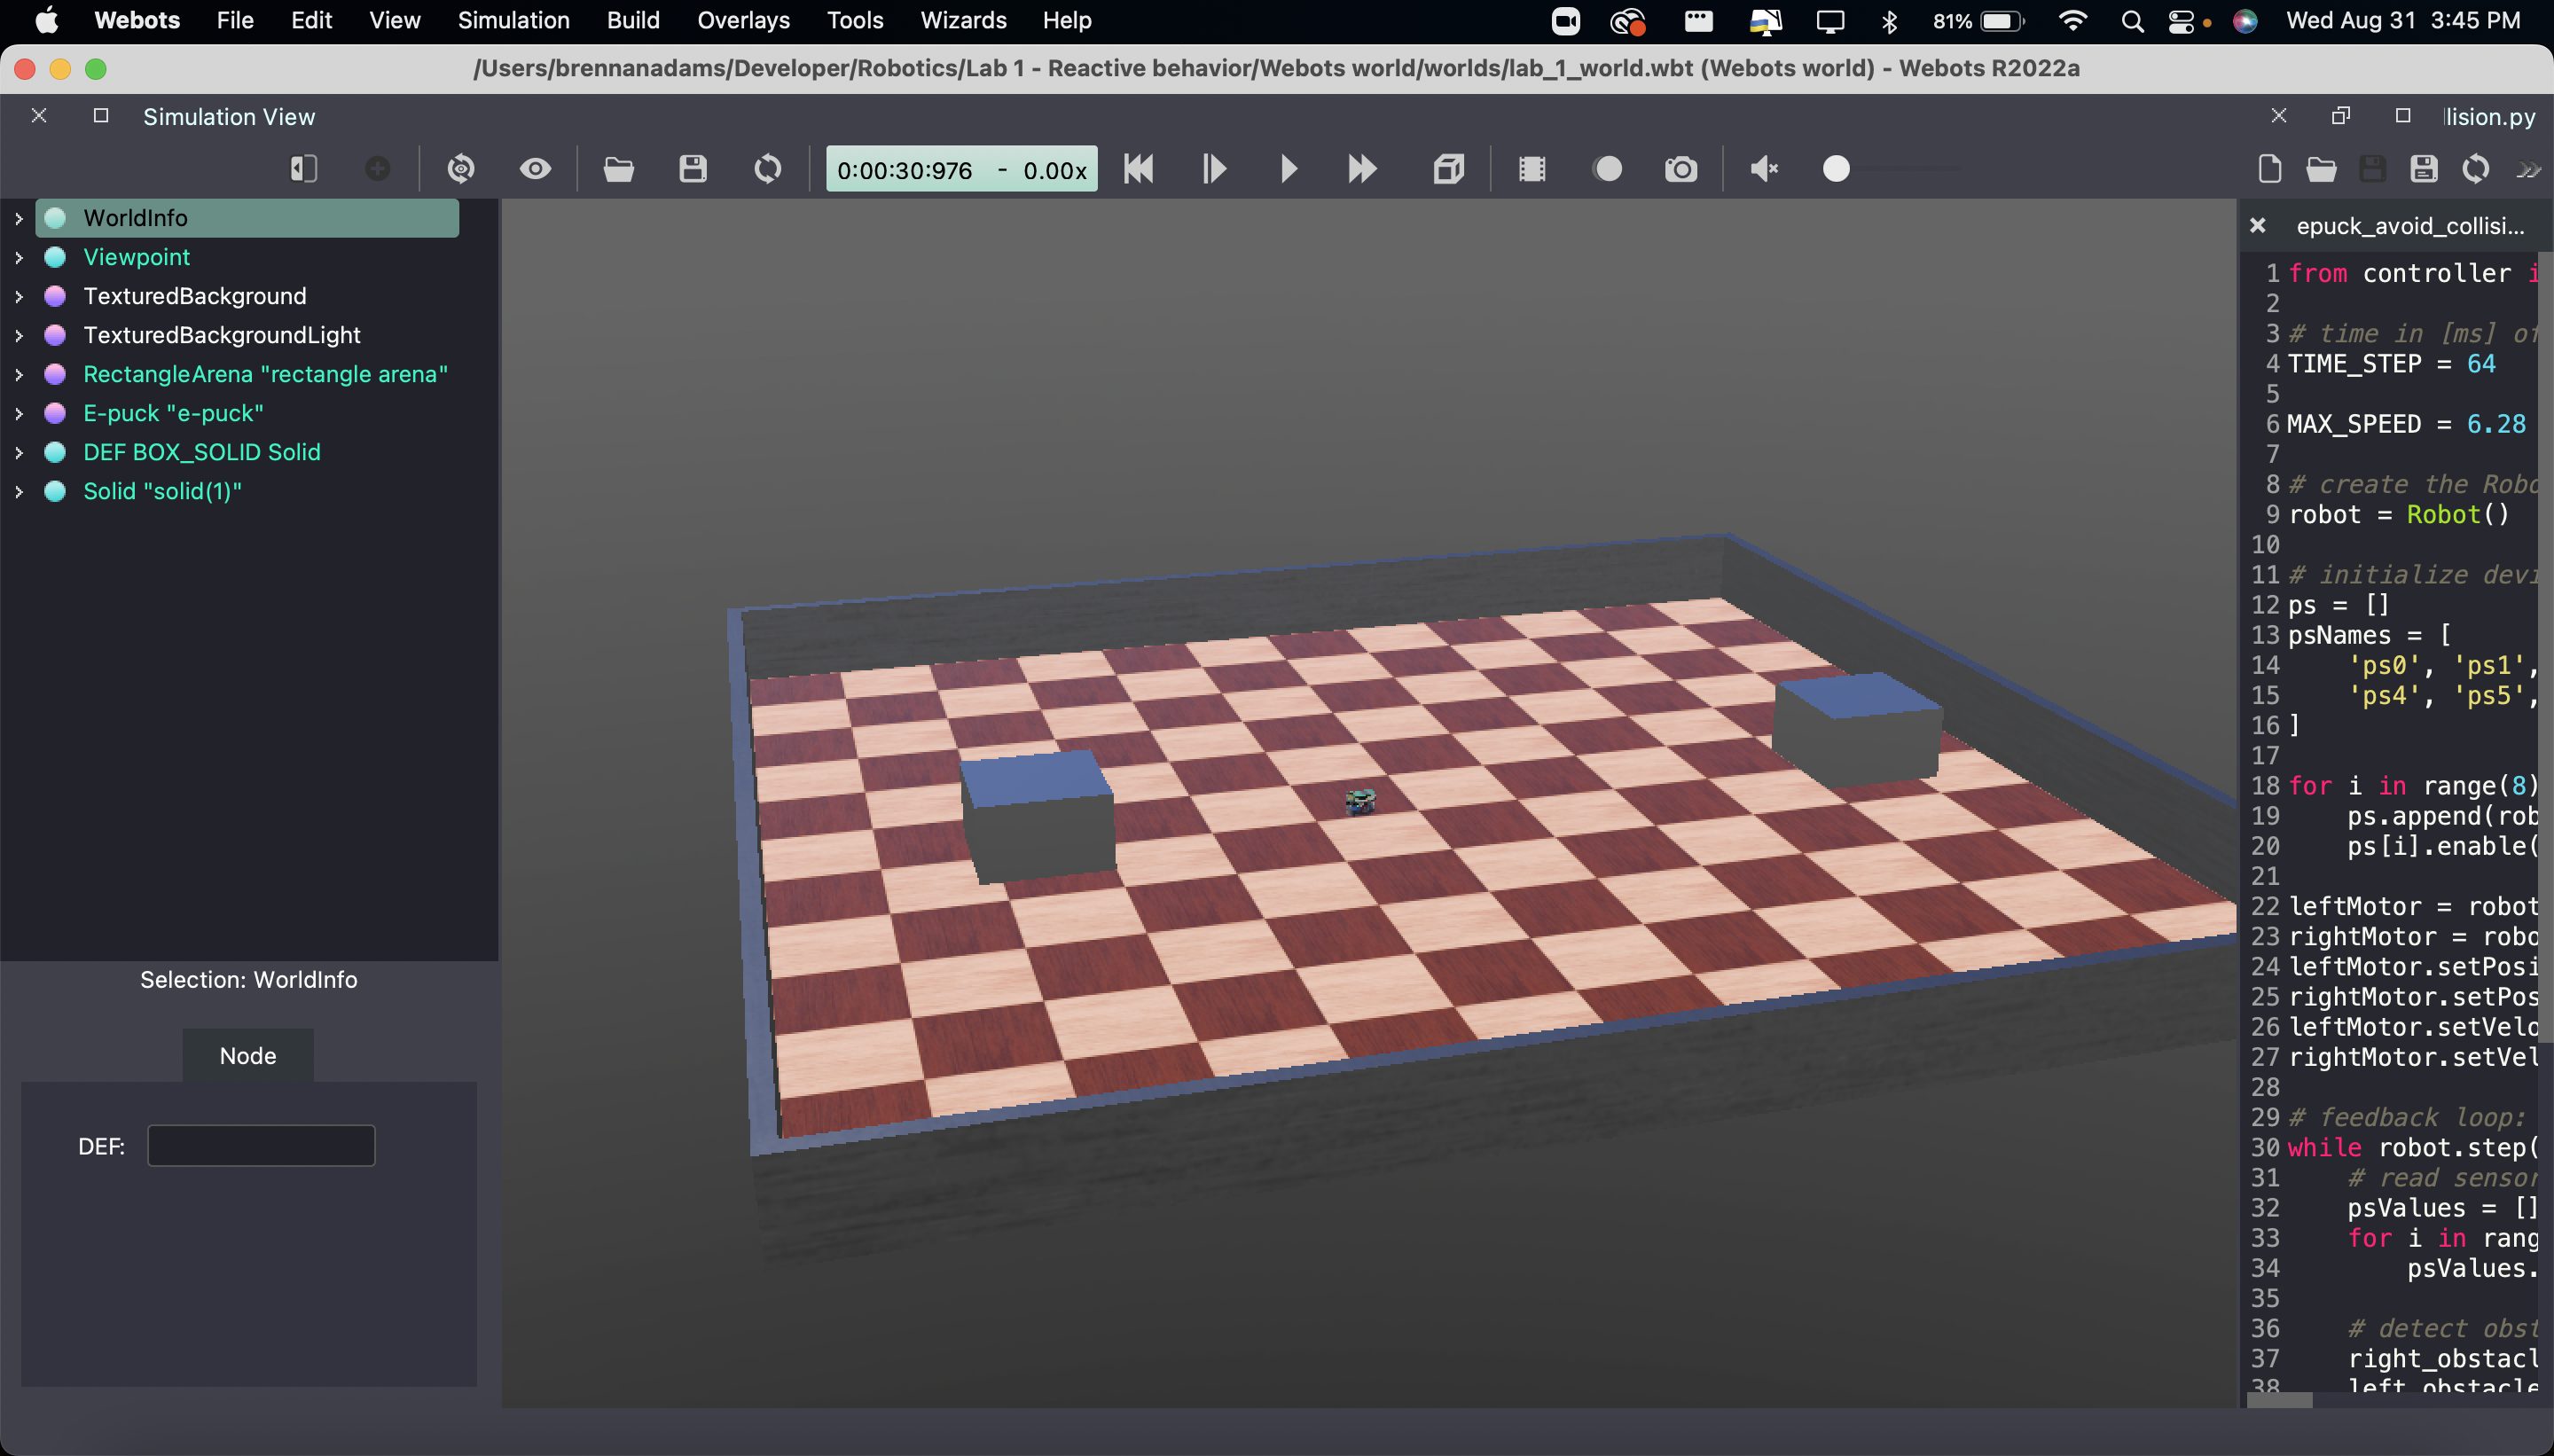 Webots File Edit View Simulation Build Overlays Tools Wizards Help 81% Wed Aug 31 3:45 PM
/Users/brennanadams/Developer/Robotics/Lab 1 - Reactive behavior/Webots world/worlds/lab_1_world.wbt (Webots world) - Webots R2022a
Simulation View
lision.py
0:00:30:976 - 0.00x
WorldInfo
Viewpoint
TexturedBackground
TexturedBackgroundLight
RectangleArena "rectangle arena"
E-puck "e-puck"
DEF BOX_SOLID Solid
Solid "solid(1)"
Selection: WorldInfo
Node
DEF:
epuck_avoid_collisi...
1 from controller i
2
3 # time in [ms] of
4 TIME_STEP = 64
5
6 MAX_SPEED = 6.28
7
8 # create the Robo
9 robot = Robot()
10
11 # initialize devi
12 ps = []
13 psNames = [
14 'ps0', 'ps1',
15 'ps4', 'ps5',
16 ]
17
18 for i in range(8)
19 ps.append(rob
20 ps[i].enable(
21
22 leftMotor = robot
23 rightMotor = robo
24 leftMotor.setPosi
25 rightMotor.setPos
26 leftMotor.setVelo
27 rightMotor.setVel
28
29 # feedback loop:
30 while robot.step(
31 # read sensor
32 psValues = []
33 for i in rang
34 psValues.
35
36 # detect obst
37 right_obstacl
38 left_obstacle